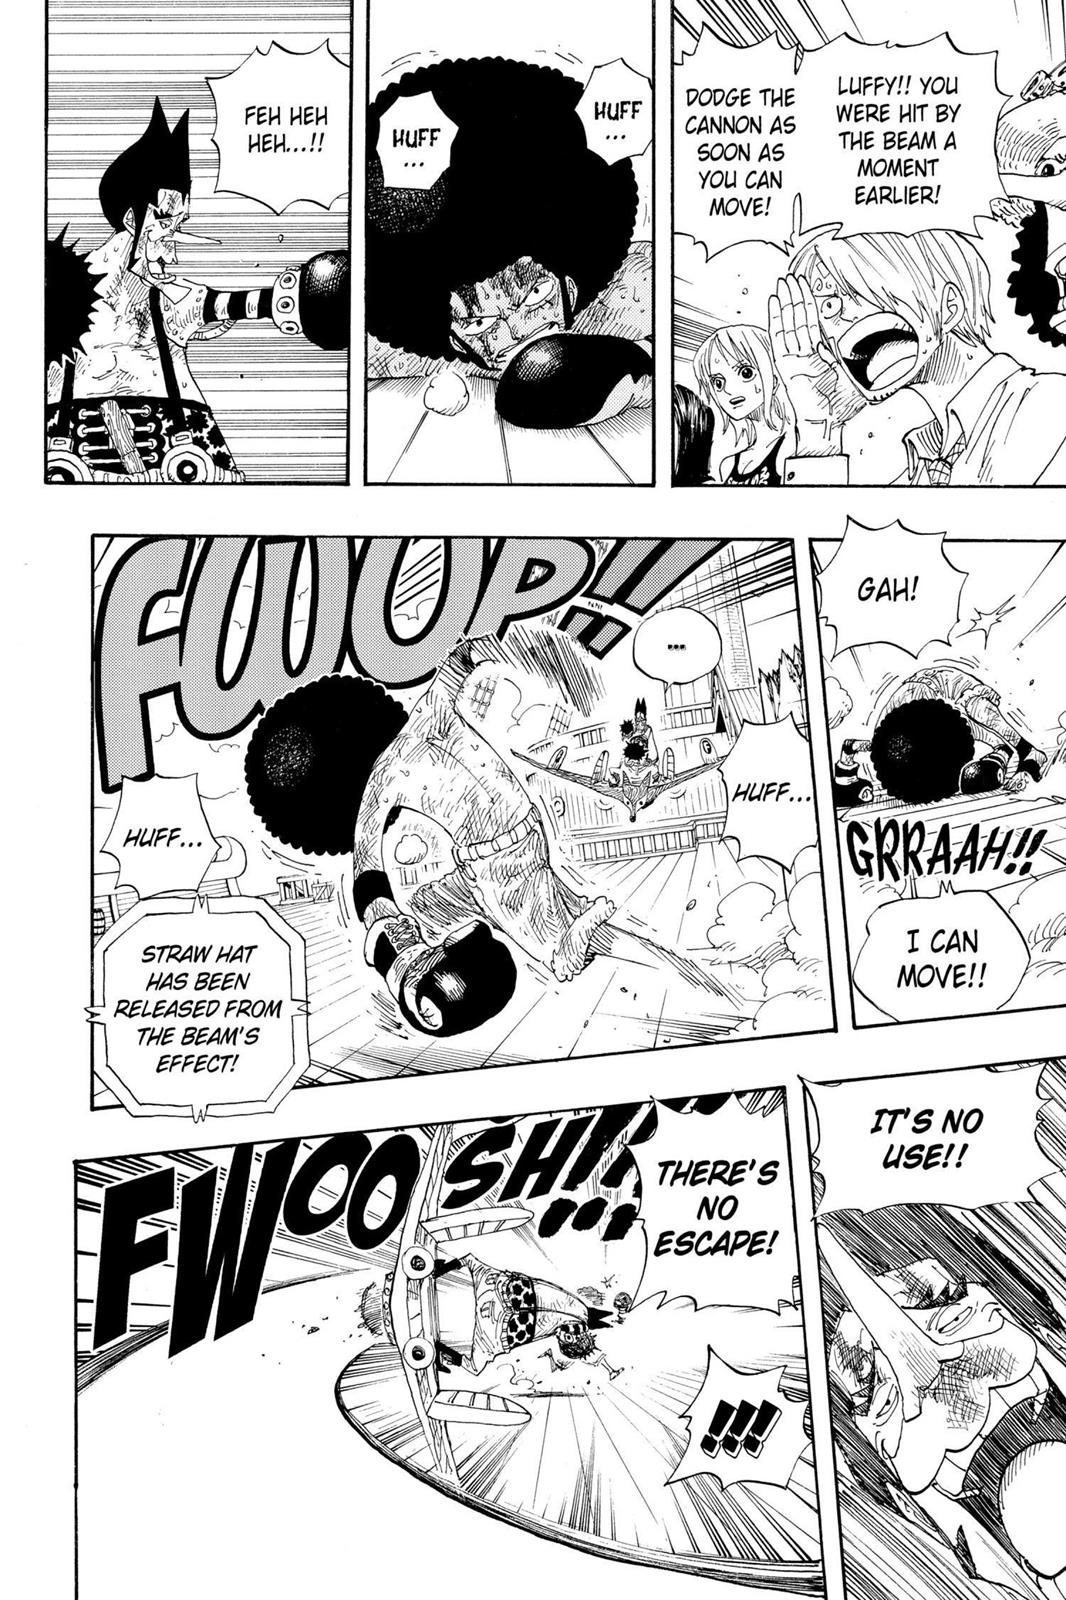 LUFFY!! YOU
WERE HIT BY
THE BEAM A
MOMENT
EARLIER!
DODGE THE
CANNON AS
SOON AS
YOU CAN
MOVE!
HUFF
...
HUFF
...
FEH HEH
HEH...!!
GAH!
GRRAAH!!
I CAN
MOVE!!
FWUP!!
...
HUFF...
HUFF...
STRAW HAT
HAS BEEN
RELEASED FROM
THE BEAM'S
EFFECT!
IT'S NO
USE!!
THERE'S
NO
ESCAPE!
FWOOSH!!
!!!